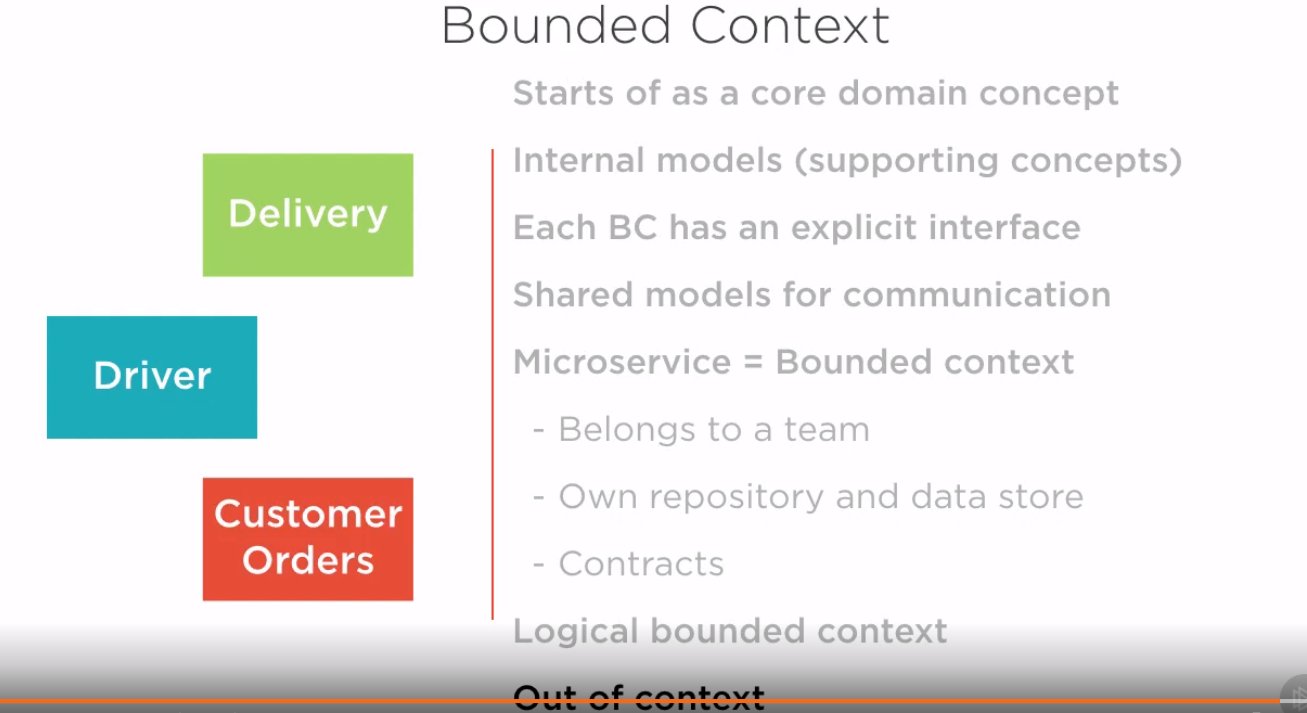 Bounded Context
Delivery
Driver
Customer
Orders
Starts of as a core domain concept
Internal models (supporting concepts)
Each BC has an explicit interface
Shared models for communication
Microservice = Bounded context
- Belongs to a team
- Own repository and data store
- Contracts
Logical bounded context
Out of context